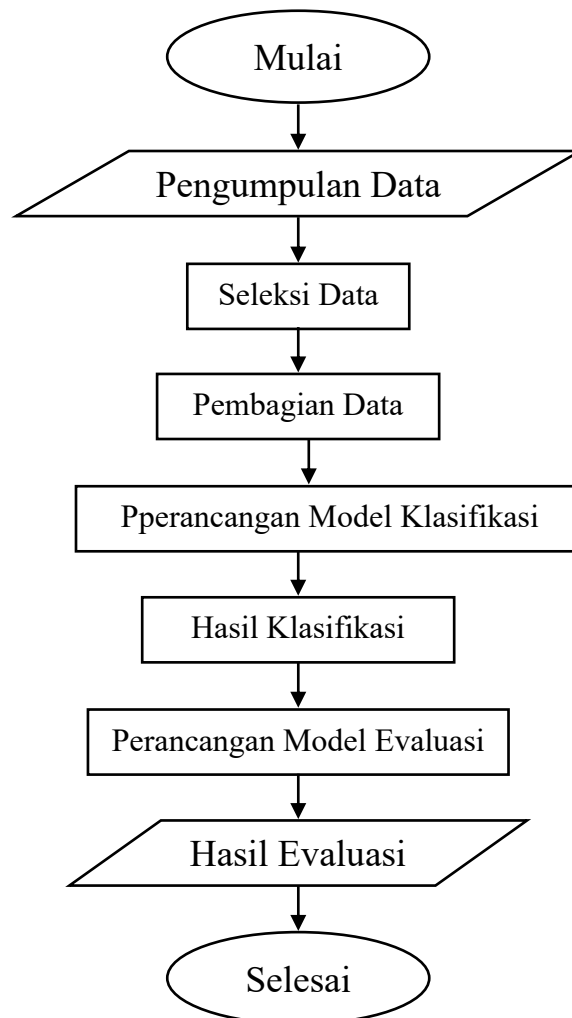 Mulai
Pengumpulan Data
Seleksi Data
Pembagian Data
Pperancangan Model Klasifikasi
Hasil Klasifikasi
Perancangan Model Evaluasi
Hasil Evaluasi
Selesai